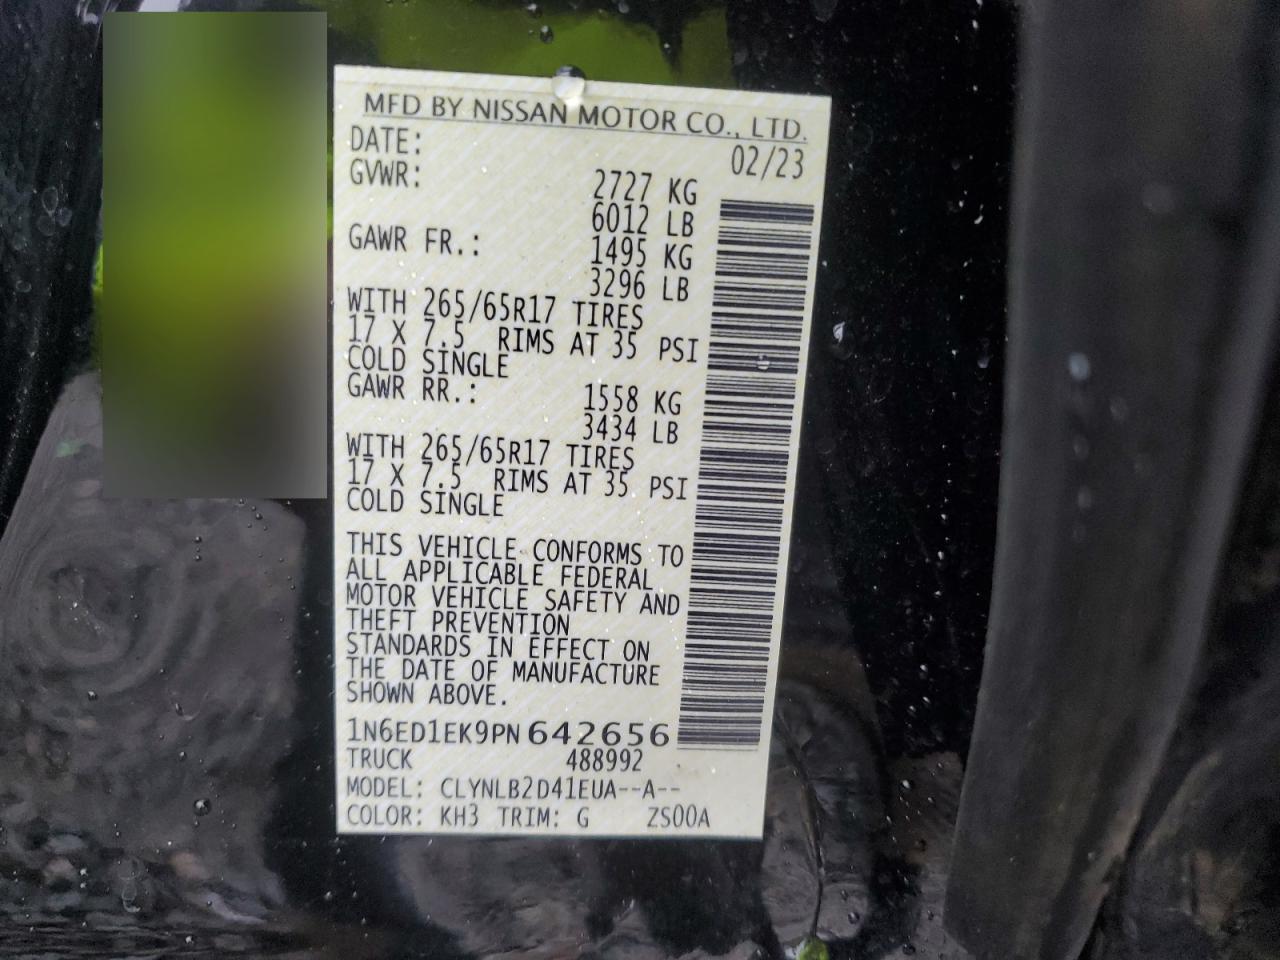 MFD BY NISSAN MOTOR CO., LTD.
DATE: 02/23
GVWR: 2727 KG
6012 LB
GAWR FR.: 1495 KG
3296 LB
WITH 265/65R17 TIRES
17 X 7.5 RIMS AT 35 PSI
COLD SINGLE
GAWR RR.: 1558 KG
3434 LB
WITH 265/65R17 TIRES
17 X 7.5 RIMS AT 35 PSI
COLD SINGLE
THIS VEHICLE CONFORMS TO
ALL APPLICABLE FEDERAL
MOTOR VEHICLE SAFETY AND
THEFT PREVENTION
STANDARDS IN EFFECT ON
THE DATE OF MANUFACTURE
SHOWN ABOVE.
1N6ED1EK9PN642656
TRUCK 488992
MODEL: CLYNLB2D41EUA--A--
COLOR: KH3 TRIM: G ZS00A